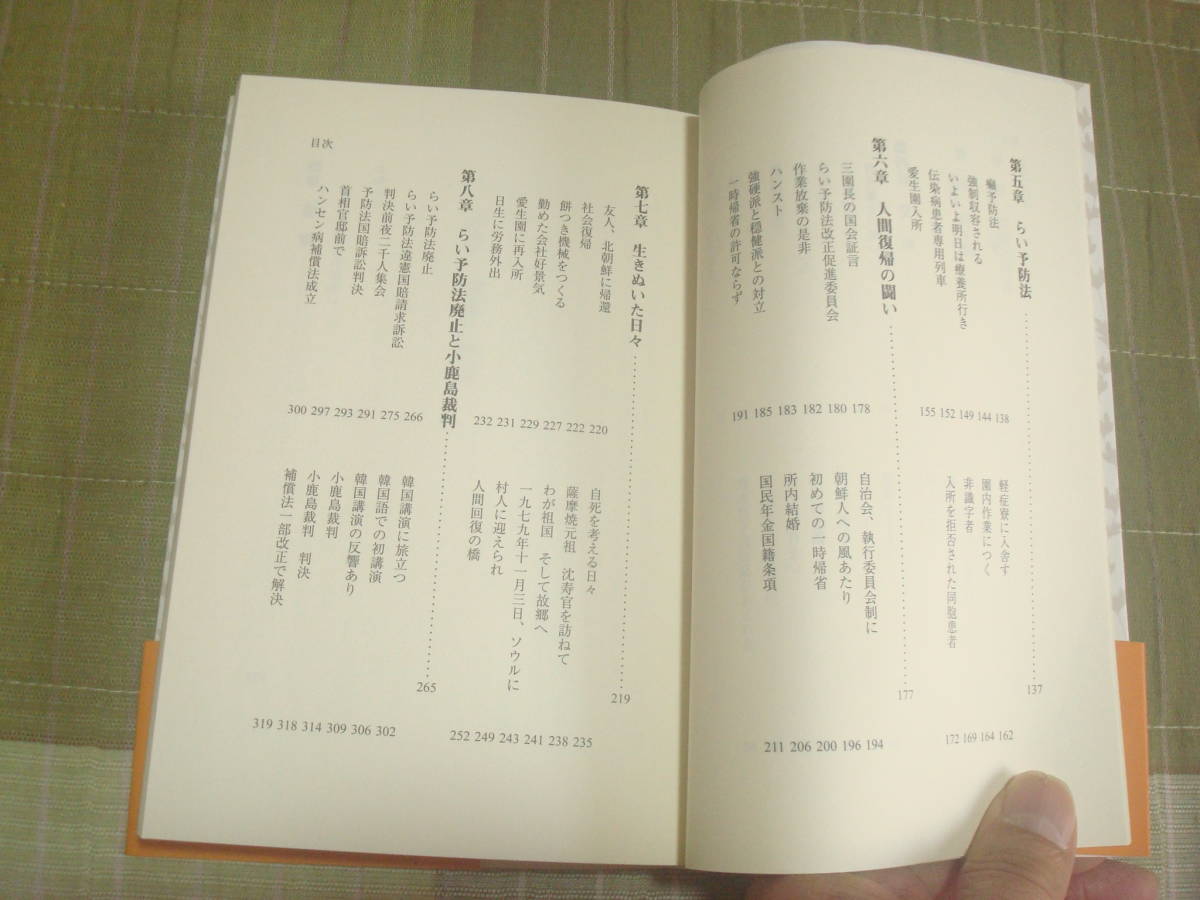 第五章　らい予防法……………………137
癩予防法 138
強制収容される 144
いよいよ明日は療養所行き 149
伝染病患者専用列車 152
愛生園入所 155
軽症寮に入舎す 162
園内作業につく 164
非識字者 169
入所を拒否された同胞患者 172
第六章　人間復帰の闘い……………………177
三園長の国会証言 178
らい予防法改正促進委員会 180
作業放棄の是非 182
ハンスト 183
強硬派と穏健派との対立 185
一時帰省の許可ならず 191
自治会、執行委員会制に 194
朝鮮人への風あたり 196
初めての一時帰省 200
所内結婚 206
国民年金国籍条項 211
第七章　生きぬいた日々……………………219
友人、北朝鮮に帰還 220
社会復帰 222
餅つき機械をつくる 227
勤めた会社好景気 229
愛生園に再入所 231
日生に労務外出 232
自死を考える日々 235
薩摩焼元祖　沈寿官を訪ねて 238
わが祖国　そして故郷へ 241
一九七九年十一月三日、ソウルに 243
村人に迎えられ 249
人間回復の橋 252
第八章　らい予防法廃止と小鹿島裁判……………………265
らい予防法廃止 266
らい予防法違憲国賠請求訴訟 275
判決前夜二千人集会 291
予防法国賠訴訟判決 293
首相官邸前で 297
ハンセン病補償法成立 300
韓国講演に旅立つ 302
韓国語での初講演 306
韓国講演の反響あり 309
小鹿島裁判 314
小鹿島裁判　判決 318
補償法一部改正で解決 319
目次